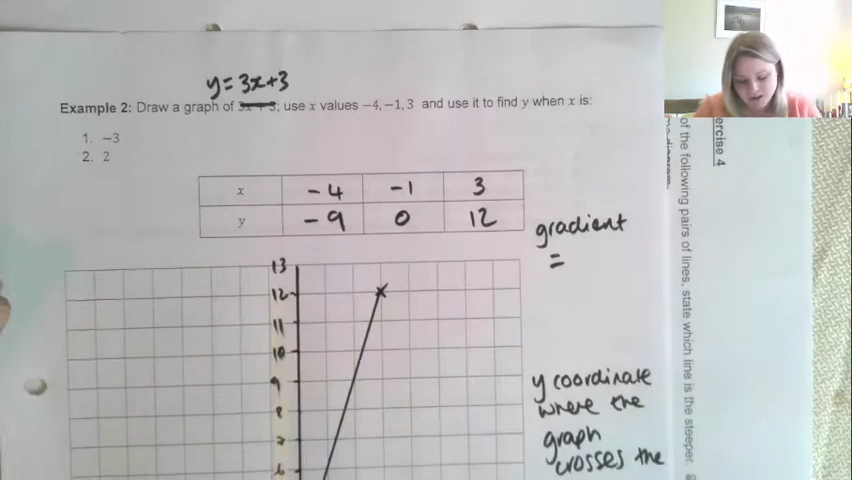 y = 3x+3
Example 2: Draw a graph of 3x + 3, use x values −4, −1, 3 and use it to find y when x is:
1. −3
2. 2
x -4 -1 3
y -9 0 12
gradient
=
13
12
11
10
9
8
7
6
y coordinate
where the
graph
crosses the
ercise 4
of the following pairs of lines, state which line is the steeper.
me diagram.